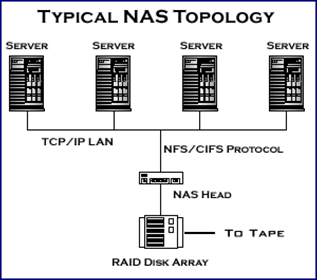 TYPICAL NAS TOPOLOGY
SERVER SERVER SERVER SERVER
TCP/IP LAN
NFS/CIFS PROTOCOL
NAS HEAD
TO TAPE
RAID DISK ARRAY